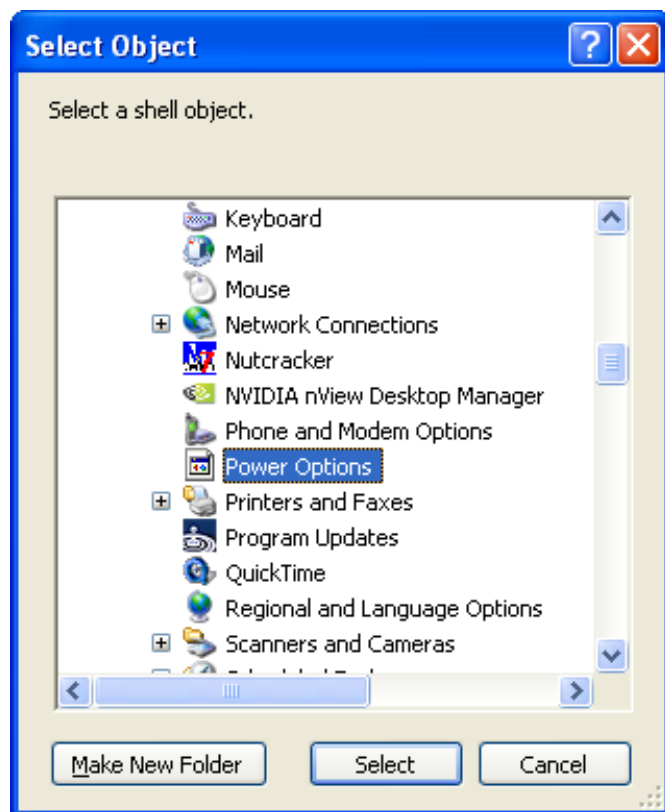 Select Object
Select a shell object.
Keyboard
Mail
Mouse
Network Connections
Nutcracker
NVIDIA nView Desktop Manager
Phone and Modem Options
Power Options
Printers and Faxes
Program Updates
QuickTime
Regional and Language Options
Scanners and Cameras
Make New Folder
Select
Cancel